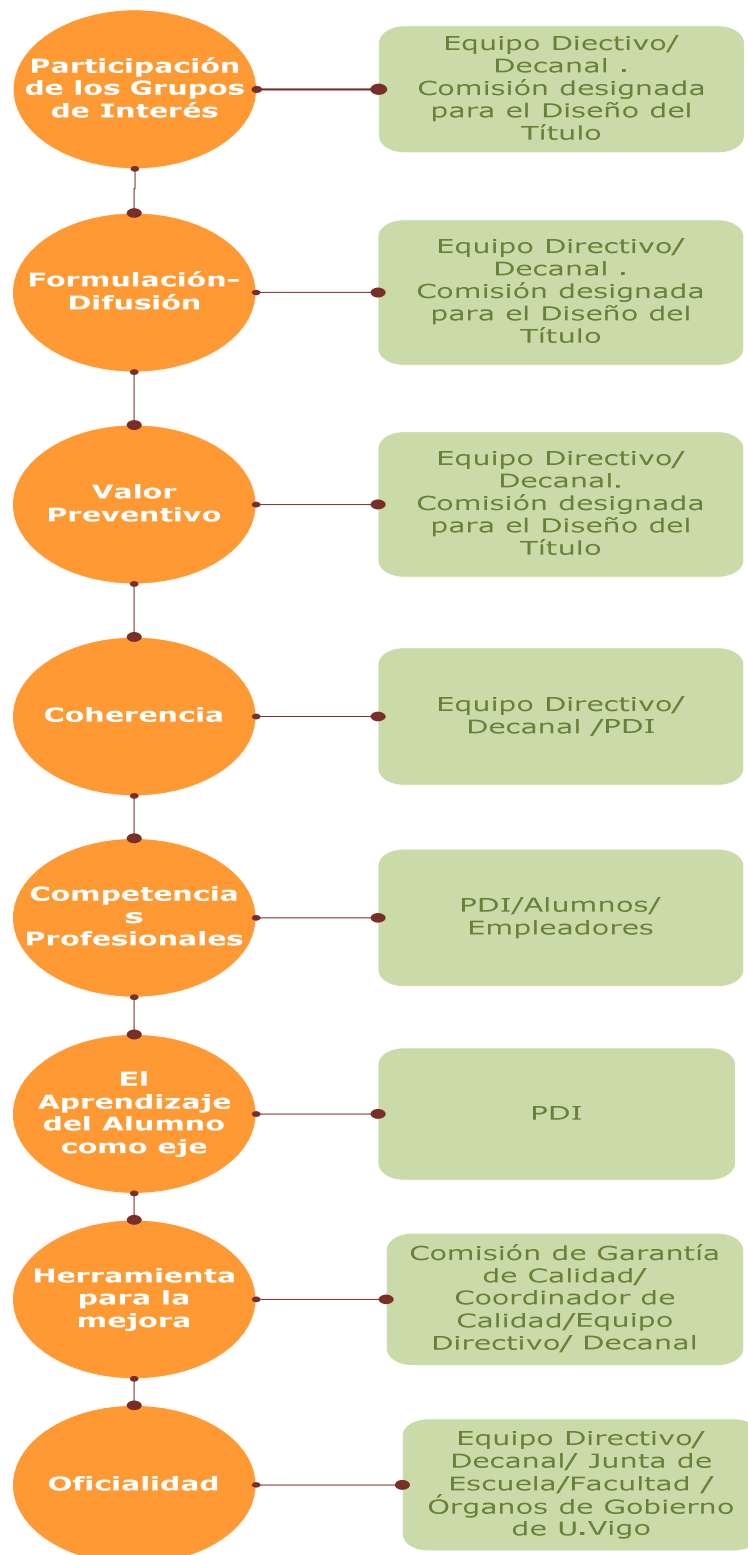 Participación
de los Grupos
de Interés
Equipo Diectivo/
Decanal .
Comisión designada
para el Diseño del
Título
Formulación-
Difusión
Equipo Directivo/
Decanal .
Comisión designada
para el Diseño del
Título
Valor
Preventivo
Equipo Directivo/
Decanal.
Comisión designada
para el Diseño del
Título
Coherencia
Equipo Directivo/
Decanal /PDI
Competencia
s
Profesionales
PDI/Alumnos/
Empleadores
El
Aprendizaje
del Alumno
como eje
PDI
Herramienta
para la
mejora
Comisión de Garantía
de Calidad/
Coordinador de
Calidad/Equipo
Directivo/ Decanal
Oficialidad
Equipo Directivo/
Decanal/ Junta de
Escuela/Facultad /
Órganos de Gobierno
de U.Vigo